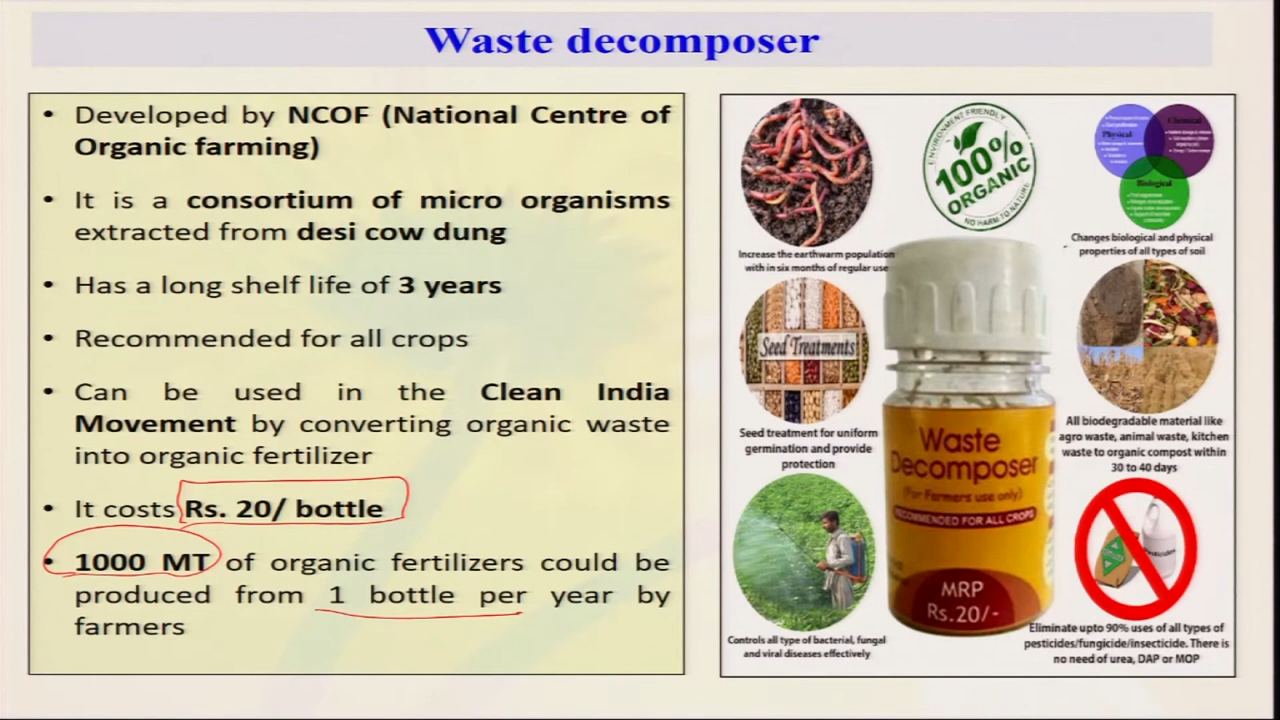 Waste decomposer
• Developed by NCOF (National Centre of
Organic farming)
• It is a consortium of micro organisms
extracted from desi cow dung
• Has a long shelf life of 3 years
• Recommended for all crops
• Can be used in the Clean India
Movement by converting organic waste
into organic fertilizer
• It costs Rs. 20/ bottle
• 1000 MT of organic fertilizers could be
produced from 1 bottle per year by
farmers
Increase the earthwarm population
with in six months of regular use
Seed Treatments
Seed treatment for uniform
germination and provide
protection
Controls all type of bacterial, fungal
and viral diseases effectively
ENVIRONMENT FRIENDLY
100%
ORGANIC
NO HARM TO NATURE
Waste
Decomposer
(For Farmers use only)
RECOMMENDED FOR ALL CROPS
MRP
Rs.20/-
Physical
Chemical
Biological
Changes biological and physical
properties of all types of soil
All biodegradable material like
agro waste, animal waste, kitchen
waste to organic compost within
30 to 40 days
Pesticides
Eliminate upto 90% uses of all types of
pesticides/fungicide/insecticide. There is
no need of urea, DAP or MOP